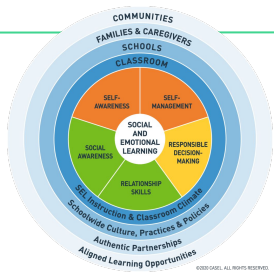 COMMUNITIES
FAMILIES & CAREGIVERS
SCHOOLS
CLASSROOM
SELF-
AWARENESS
SELF-
MANAGEMENT
SOCIAL
AND
EMOTIONAL
LEARNING
SOCIAL
AWARENESS
RESPONSIBLE
DECISION-
MAKING
RELATIONSHIP
SKILLS
SEL Instruction & Classroom Climate
Schoolwide Culture, Practices & Policies
Authentic Partnerships
Aligned Learning Opportunities
©2020 CASEL. ALL RIGHTS RESERVED.